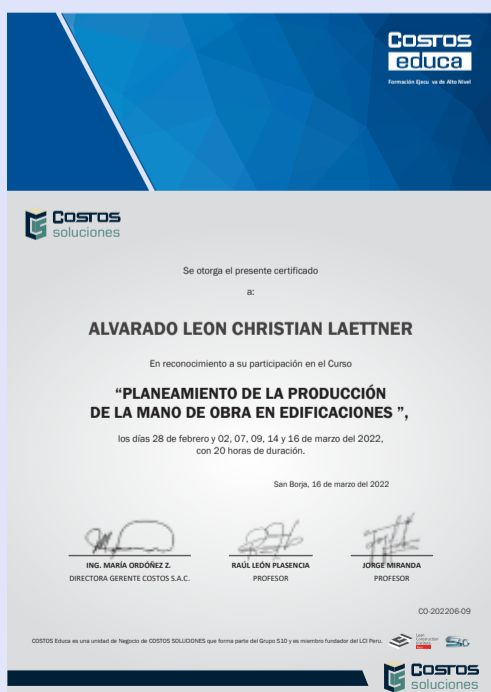 Costos
educa
Formación Ejecu va de Alto Nivel
Costos
soluciones
Se otorga el presente certificado
a:
ALVARADO LEON CHRISTIAN LAETTNER
En reconocimiento a su participación en el Curso
“PLANEAMIENTO DE LA PRODUCCIÓN
DE LA MANO DE OBRA EN EDIFICACIONES ”,
los días 28 de febrero y 02, 07, 09, 14 y 16 de marzo del 2022,
con 20 horas de duración.
San Borja, 16 de marzo del 2022
ING. MARÍA ORDÓÑEZ Z.
DIRECTORA GERENTE COSTOS S.A.C.
RAÚL LEÓN PLASENCIA
PROFESOR
JORGE MIRANDA
PROFESOR
CO-202206-09
COSTOS Educa es una unidad de Negocio de COSTOS SOLUCIONES que forma parte del Grupo S10 y es miembro fundador del LCI Peru.
Lean
Construction
Institute
S10
Costos
soluciones